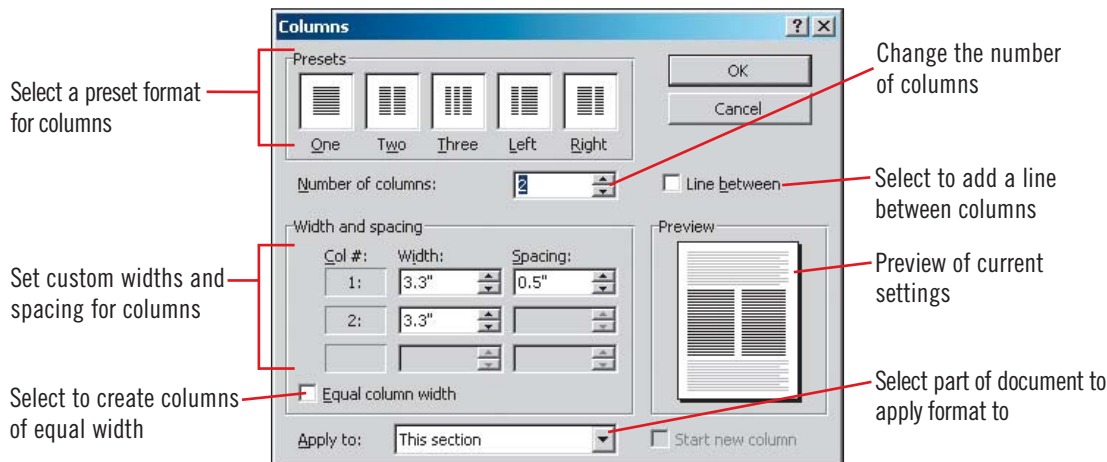 Columns
Presets
OK
Cancel
One Two Three Left Right
Number of columns: 2
Line between
Width and spacing
Col #: Width: Spacing:
1: 3.3" 0.5"
2: 3.3"
Equal column width
Preview
Apply to: This section
Start new column
Select a preset format
for columns
Set custom widths and
spacing for columns
Select to create columns
of equal width
Change the number
of columns
Select to add a line
between columns
Preview of current
settings
Select part of document to
apply format to